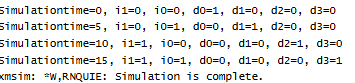 Simulationtime=0, i1=0, i0=0, d0=1, d1=0, d2=0, d3=0
Simulationtime=5, i1=0, i0=1, d0=0, d1=1, d2=0, d3=0
Simulationtime=10, i1=1, i0=0, d0=0, d1=0, d2=1, d3=0
Simulationtime=15, i1=1, i0=1, d0=0, d1=0, d2=0, d3=1
xmsim: *W,RNQUIE: Simulation is complete.